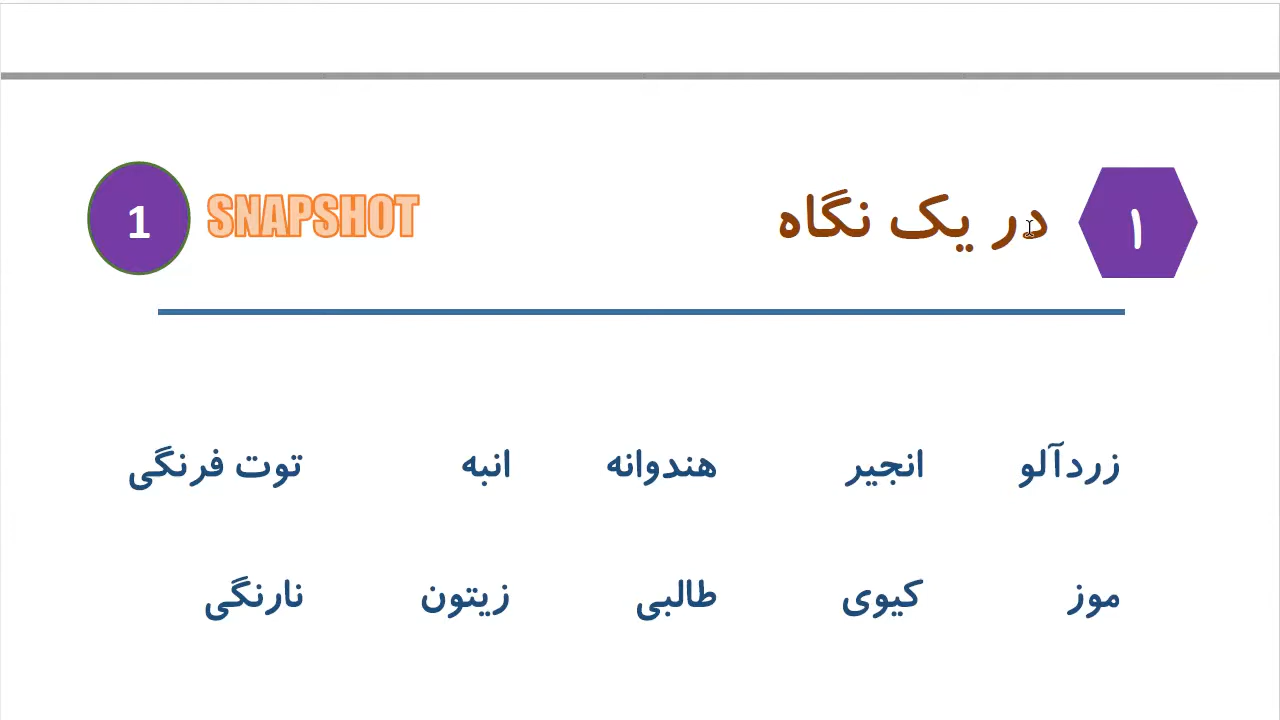 ۱ در یک نگاه SNAPSHOT 1
زردآلو انجیر هندوانه انبه توت فرنگی
موز کیوی طالبی زیتون نارنگی